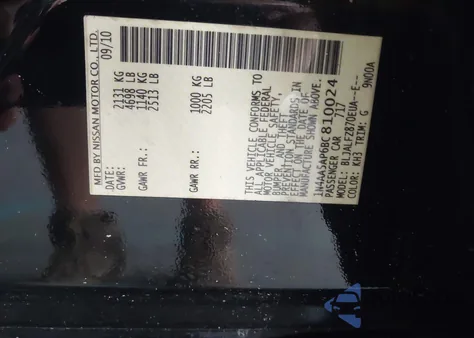 MFD BY NISSAN MOTOR CO., LTD.
DATE: 09/10
GVWR: 2131 KG
4698 LB
GAWR FR.: 1140 KG
2513 LB
GAWR RR.: 1000 KG
2205 LB
THIS VEHICLE CONFORMS TO
ALL APPLICABLE FEDERAL
MOTOR VEHICLE SAFETY,
BUMPER AND THEFT
PREVENTION STANDARDS IN
EFFECT ON THE DATE OF
MANUFACTURE SHOWN ABOVE.
1N4AA5AP6BC810024
PASSENGER CAR 717
MODEL: BLJALFZ87UEUA--E--
COLOR: KH3 TRIM: G 9N00A